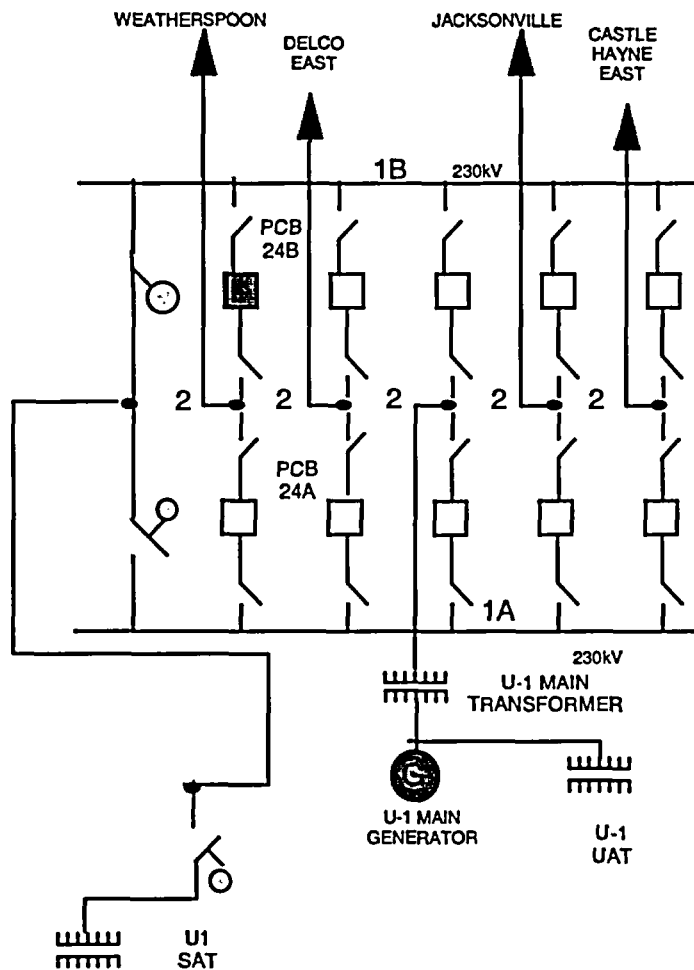 WEATHERSPOON
DELCO
EAST
JACKSONVILLE
CASTLE
HAYNE
EAST
1B
230kV
PCB
24B
2
2
2
2
PCB
24A
1A
230kV
U-1 MAIN
TRANSFORMER
G
U-1 MAIN
GENERATOR
U-1
UAT
U1
SAT